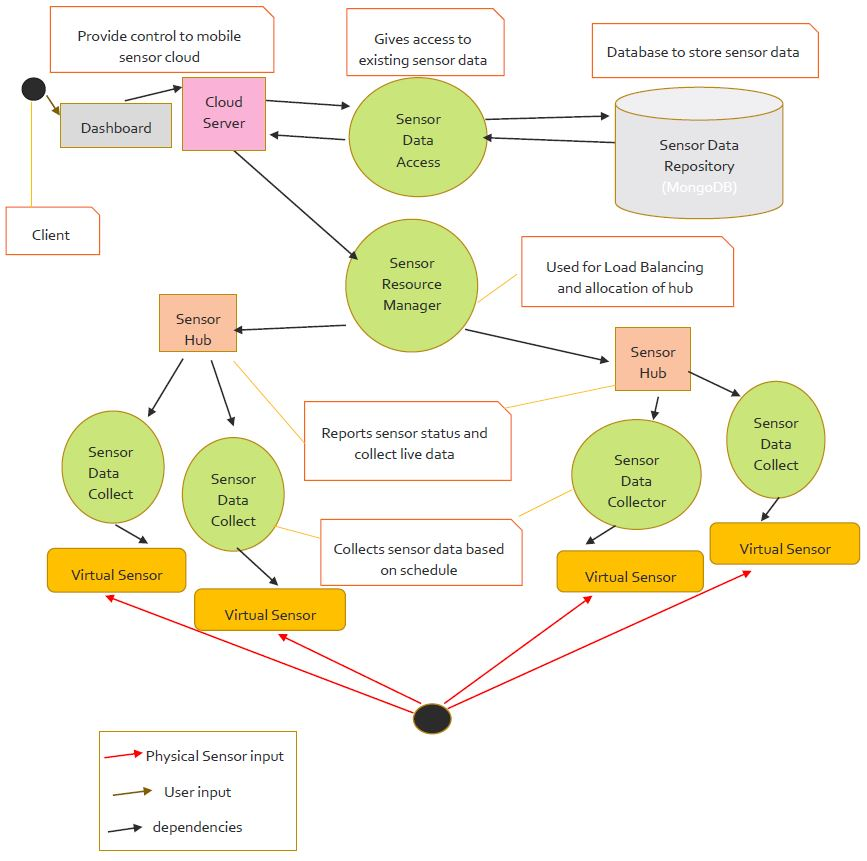 Provide control to mobile
sensor cloud
Gives access to
existing sensor data
Database to store sensor data
Dashboard
Cloud
Server
Sensor
Data
Access
Sensor Data
Repository
(MongoDB)
Client
Sensor
Resource
Manager
Used for Load Balancing
and allocation of hub
Sensor
Hub
Sensor
Hub
Reports sensor status and
collect live data
Sensor
Data
Collect
Sensor
Data
Collect
Sensor
Data
Collector
Sensor
Data
Collect
Collects sensor data based
on schedule
Virtual Sensor
Virtual Sensor
Virtual Sensor
Virtual Sensor
Physical Sensor input
User input
dependencies